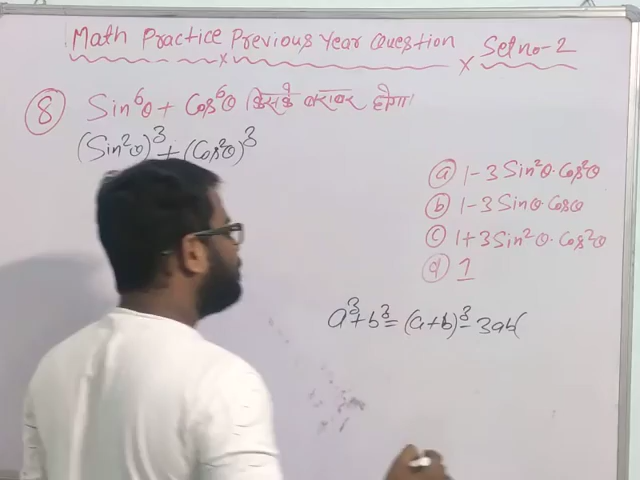 Math Practice Previous Year Question Set no-2
⑧ Sin⁶θ + Cos⁶θ किसके बराबर होगा
(Sin²θ)³ + (Cos²θ)³
ⓐ 1-3 Sin²θ·Cos²θ
ⓑ 1-3 Sinθ·Cosθ
ⓒ 1+3 Sin²θ·Cos²θ
ⓓ 1
a³+b³ = (a+b)³ - 3ab(